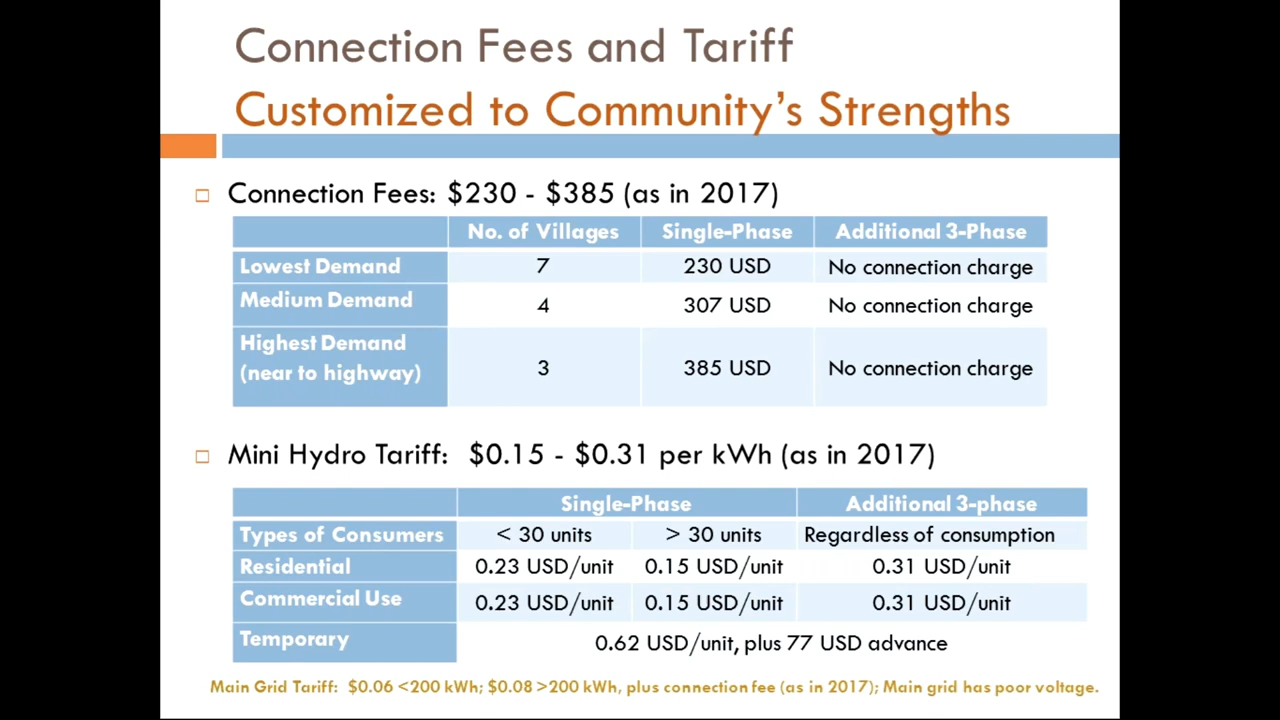 Connection Fees and Tariff
Customized to Community's Strengths
Connection Fees: $230 - $385 (as in 2017)
No. of Villages Single-Phase Additional 3-Phase
Lowest Demand 7 230 USD No connection charge
Medium Demand 4 307 USD No connection charge
Highest Demand
(near to highway) 3 385 USD No connection charge
Mini Hydro Tariff: $0.15 - $0.31 per kWh (as in 2017)
Single-Phase Additional 3-phase
Types of Consumers < 30 units > 30 units Regardless of consumption
Residential 0.23 USD/unit 0.15 USD/unit 0.31 USD/unit
Commercial Use 0.23 USD/unit 0.15 USD/unit 0.31 USD/unit
Temporary 0.62 USD/unit, plus 77 USD advance
Main Grid Tariff: $0.06 <200 kWh; $0.08 >200 kWh, plus connection fee (as in 2017); Main grid has poor voltage.